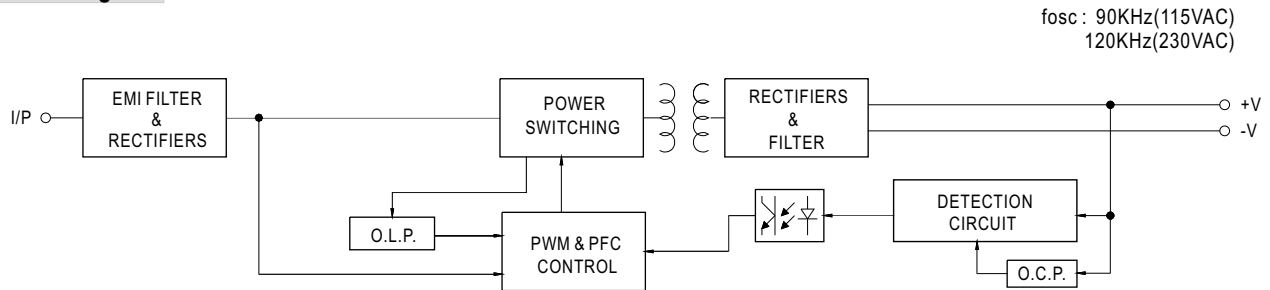 fosc : 90KHz(115VAC)
120KHz(230VAC)
I/P
EMI FILTER
&
RECTIFIERS
POWER
SWITCHING
RECTIFIERS
&
FILTER
+V
-V
O.L.P.
PWM & PFC
CONTROL
DETECTION
CIRCUIT
O.C.P.